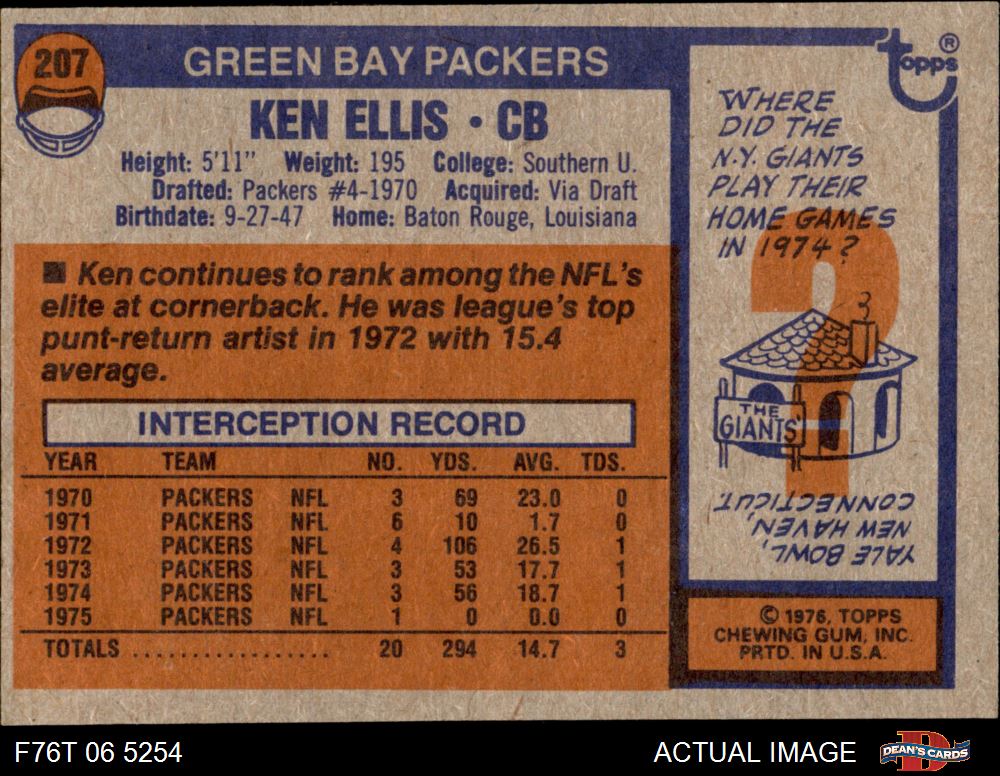 207
GREEN BAY PACKERS
KEN ELLIS • CB
Height: 5'11" Weight: 195 College: Southern U.
Drafted: Packers #4-1970 Acquired: Via Draft
Birthdate: 9-27-47 Home: Baton Rouge, Louisiana
■ Ken continues to rank among the NFL's
elite at cornerback. He was league's top
punt-return artist in 1972 with 15.4
average.
INTERCEPTION RECORD
YEAR TEAM NO. YDS. AVG. TDS.
1970 PACKERS NFL 3 69 23.0 0
1971 PACKERS NFL 6 10 1.7 0
1972 PACKERS NFL 4 106 26.5 1
1973 PACKERS NFL 3 53 17.7 1
1974 PACKERS NFL 3 56 18.7 1
1975 PACKERS NFL 1 0 0.0 0
TOTALS .................. 20 294 14.7 3
topps®
WHERE
DID THE
N.Y. GIANTS
PLAY THEIR
HOME GAMES
IN 1974?
THE
GIANTS
YALE BOWL,
NEW HAVEN,
CONNECTICUT.
© 1976, TOPPS
CHEWING GUM, INC.
PRTD. IN U.S.A.
F76T 06 5254
ACTUAL IMAGE
D
DEAN'S CARDS